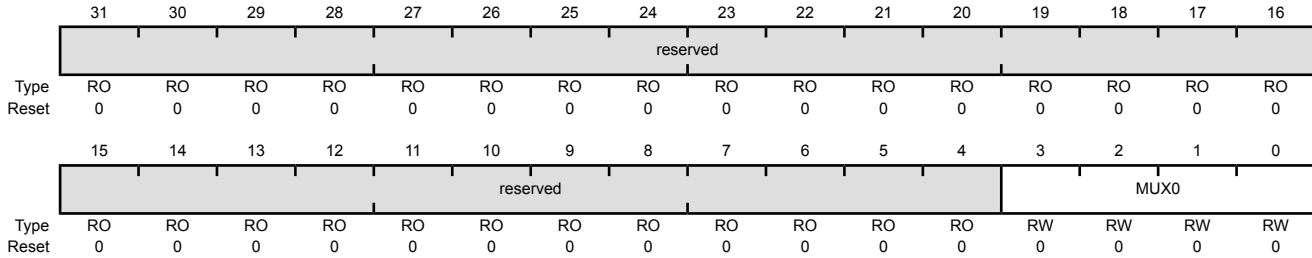 31 30 29 28 27 26 25 24 23 22 21 20 19 18 17 16
reserved
Type RO RO RO RO RO RO RO RO RO RO RO RO RO RO RO RO
Reset 0 0 0 0 0 0 0 0 0 0 0 0 0 0 0 0
15 14 13 12 11 10 9 8 7 6 5 4 3 2 1 0
reserved MUX0
Type RO RO RO RO RO RO RO RO RO RO RO RO RW RW RW RW
Reset 0 0 0 0 0 0 0 0 0 0 0 0 0 0 0 0